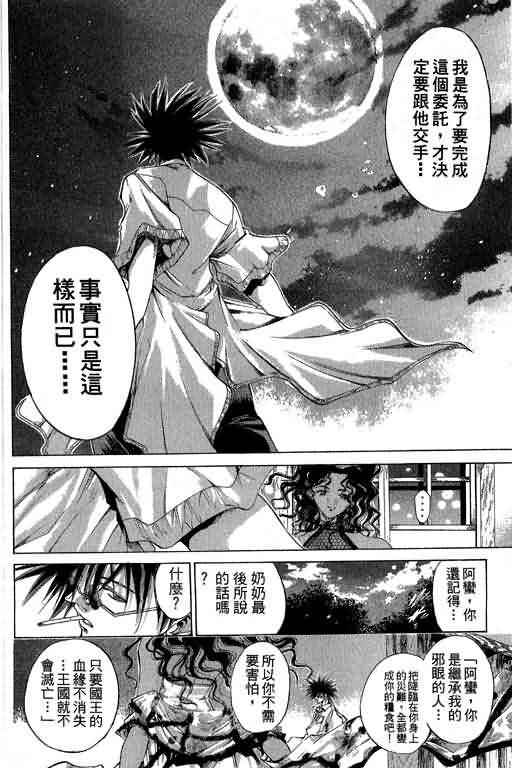 我是為了要完成
這個委託，才決
定要跟他交手…
事實只是這
樣而已……
……
阿蠻，你
還記得…
奶奶最
後所說
的話嗎
？
什麼？
「阿蠻，你
是繼承我的
邪眼的人…
把降臨在你身上
的災難，全都變
成你的糧食吧！
所以你不需
要害怕，
只要國王的
血緣不消失
…王國就不
會滅亡…」